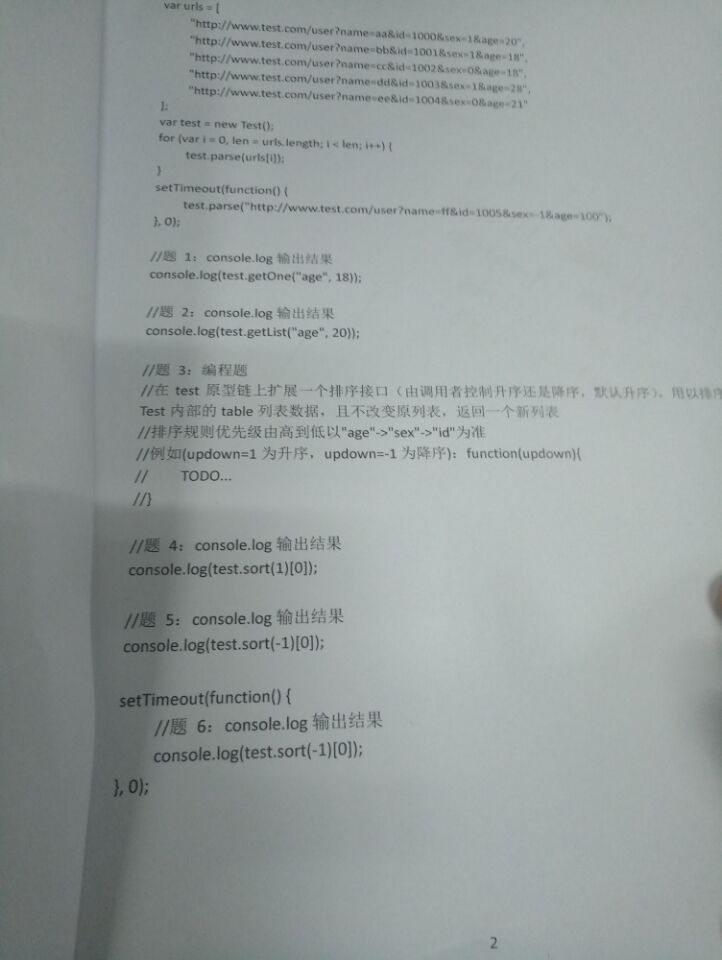 var urls = [
"http://www.test.com/user?name=aa&id=1000&sex=1&age=20",
"http://www.test.com/user?name=bb&id=1001&sex=1&age=18",
"http://www.test.com/user?name=cc&id=1002&sex=0&age=18",
"http://www.test.com/user?name=dd&id=1003&sex=1&age=28",
"http://www.test.com/user?name=ee&id=1004&sex=0&age=21"
];
var test = new Test();
for (var i = 0, len = urls.length; i < len; i++) {
test.parse(urls[i]);
}
setTimeout(function() {
test.parse("http://www.test.com/user?name=ff&id=1005&sex=-1&age=100");
}, 0);
//题 1：console.log 输出结果
console.log(test.getOne("age", 18));
//题 2：console.log 输出结果
console.log(test.getList("age", 20));
//题 3：编程题
//在 test 原型链上扩展一个排序接口（由调用者控制升序还是降序，默认升序），用以排序
Test 内部的 table 列表数据，且不改变原列表，返回一个新列表
//排序规则优先级由高到低以"age"->"sex"->"id"为准
//例如(updown=1 为升序，updown=-1 为降序)：function(updown){
// TODO...
//}
//题 4：console.log 输出结果
console.log(test.sort(1)[0]);
//题 5：console.log 输出结果
console.log(test.sort(-1)[0]);
setTimeout(function() {
//题 6：console.log 输出结果
console.log(test.sort(-1)[0]);
}, 0);
2